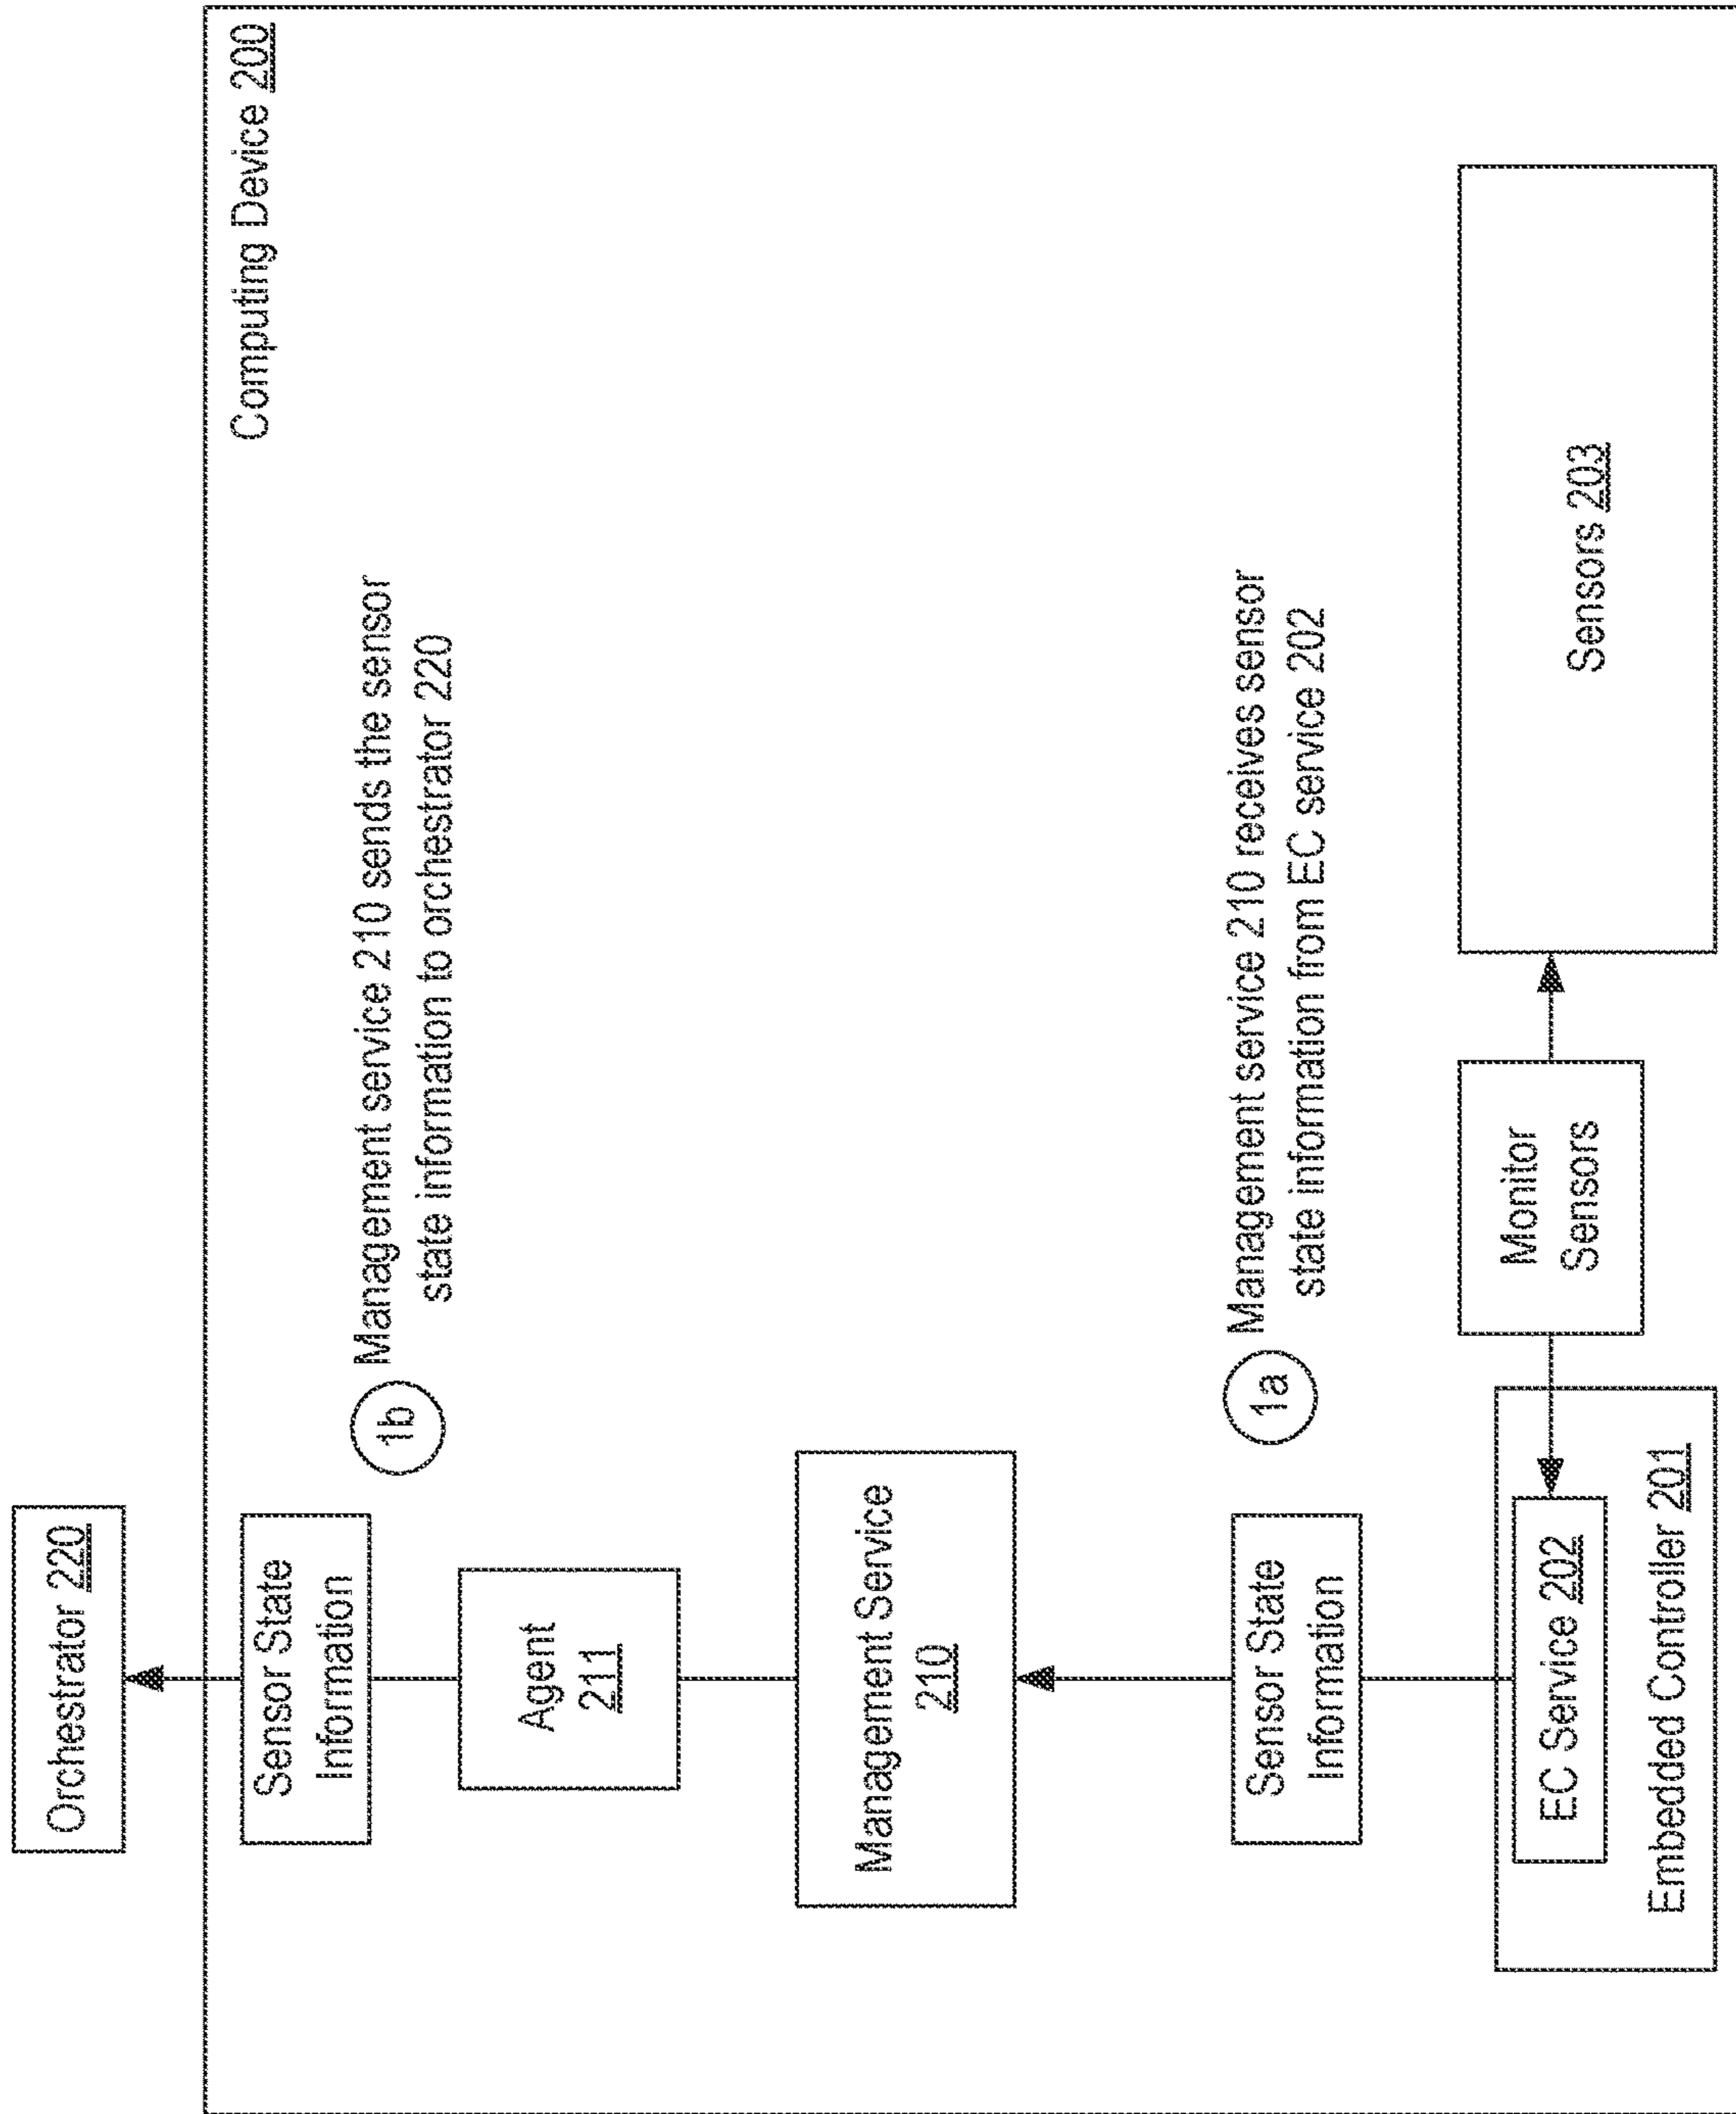 Orchestrator 220
Computing Device 200
Sensor State
Information
1b
Management service 210 sends the sensor
state information to orchestrator 220
Agent
211
Management Service
210
Sensor State
Information
1a
Management service 210 receives sensor
state information from EC service 202
EC Service 202
Embedded Controller 201
Monitor
Sensors
Sensors 203